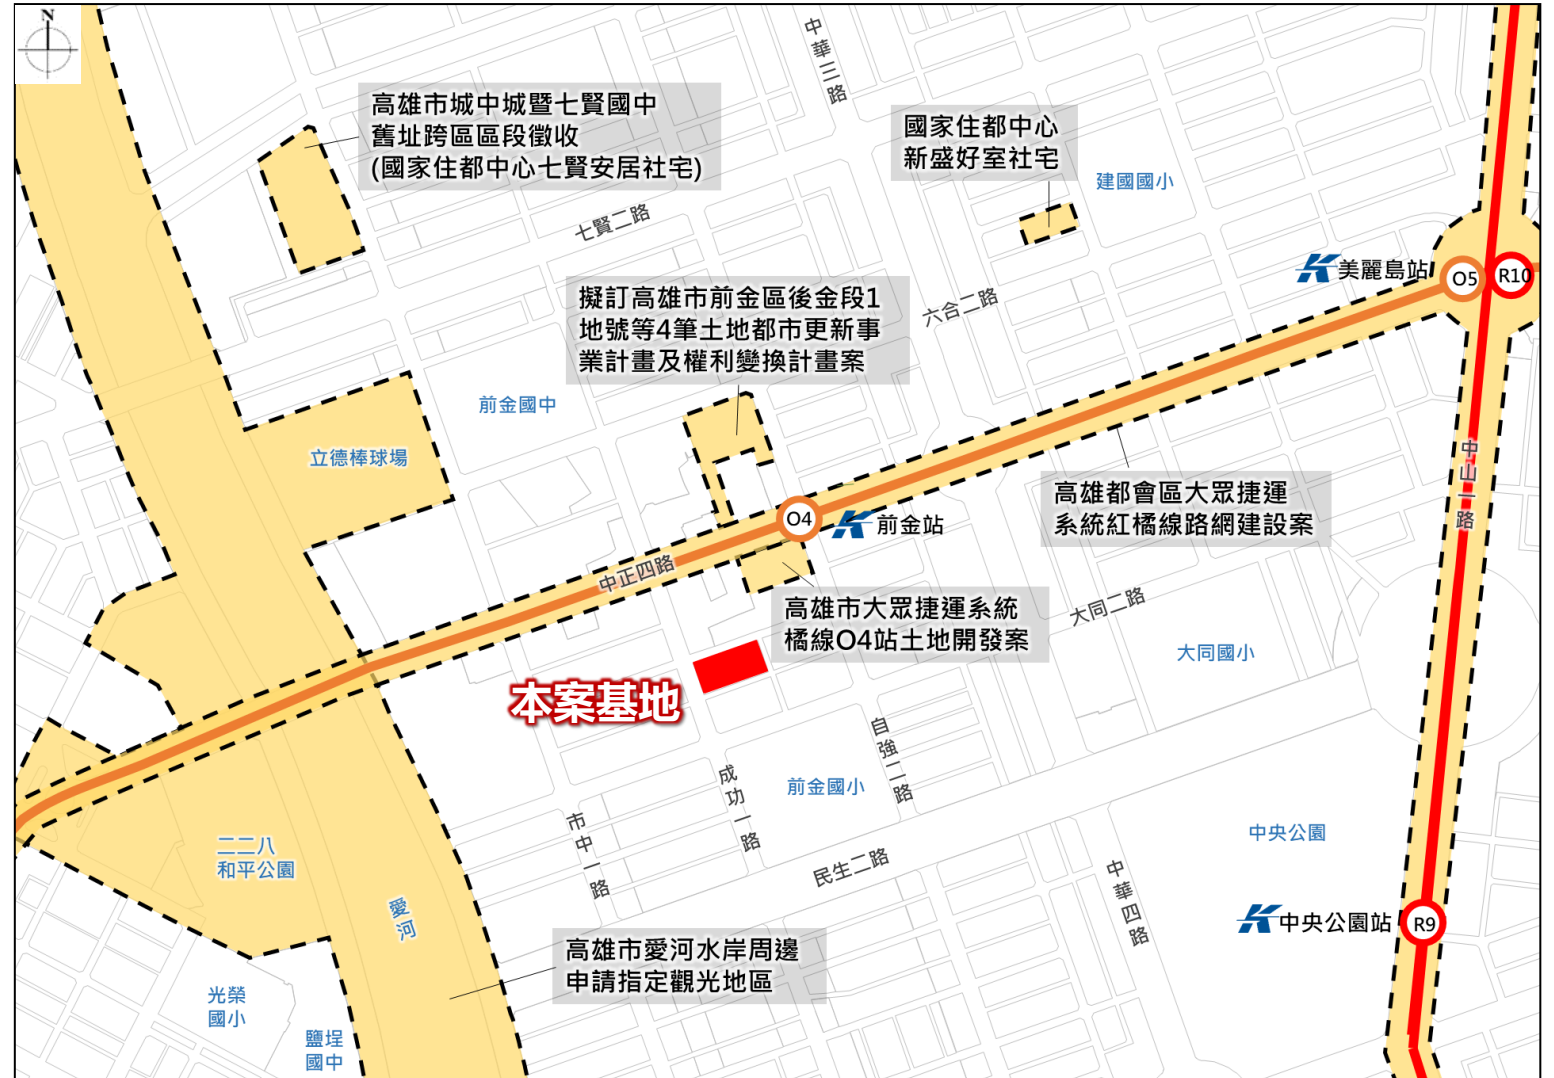 N
中華三路
高雄市城中城暨七賢國中
舊址跨區區段徵收
(國家住都中心七賢安居社宅)
國家住都中心
新盛好室社宅
建國國小
七賢二路
美麗島站
O5
R10
擬訂高雄市前金區後金段1
地號等4筆土地都市更新事
業計畫及權利變換計畫案
六合二路
前金國中
立德棒球場
中山一路
高雄都會區大眾捷運
系統紅橘線路網建設案
O4
前金站
中正四路
高雄市大眾捷運系統
橘線O4站土地開發案
大同二路
大同國小
本案基地
自強二路
成功一路
前金國小
市中一路
中央公園
二二八
和平公園
民生二路
中華四路
愛河
中央公園站
R9
高雄市愛河水岸周邊
申請指定觀光地區
光榮
國小
鹽埕
國中